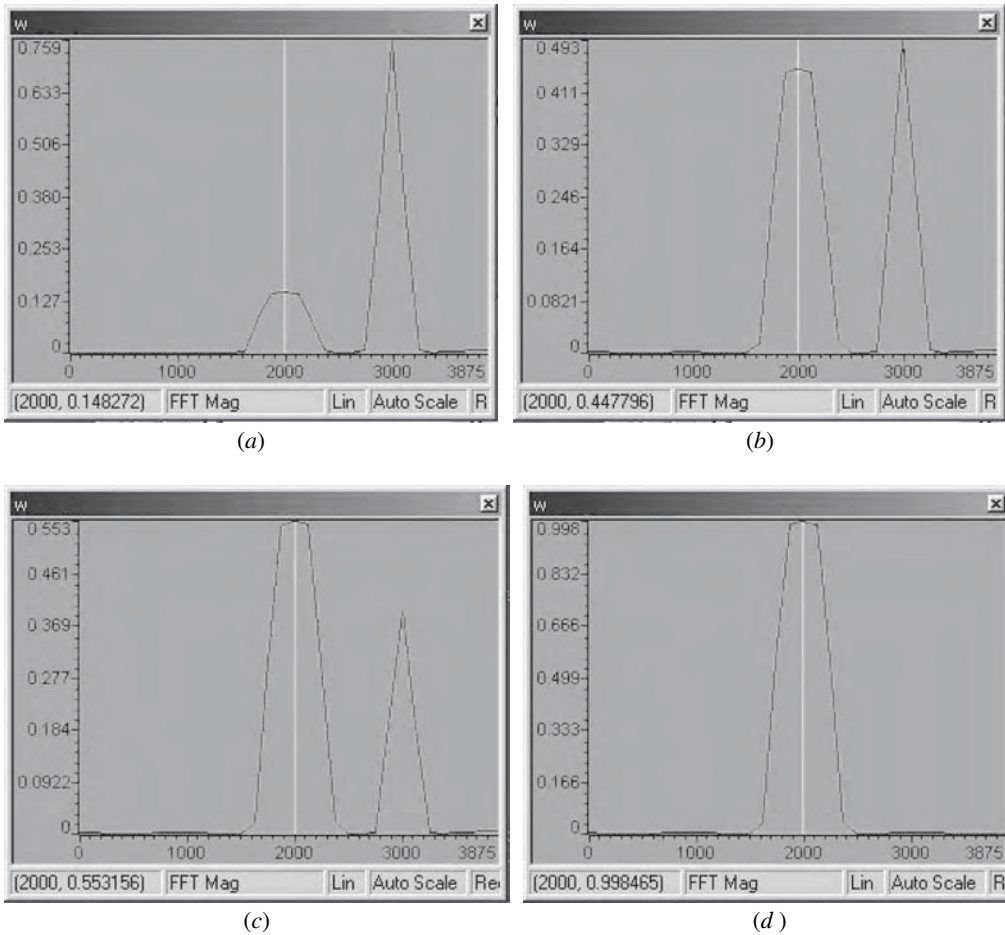 w
0.759
0.633
0.506
0.380
0.253
0.127
0
0 1000 2000 3000 3875
(2000, 0.148272) FFT Mag Lin Auto Scale R
(a)
w
0.493
0.411
0.329
0.246
0.164
0.0821
0
0 1000 2000 3000 3875
(2000, 0.447796) FFT Mag Lin Auto Scale R
(b)
w
0.553
0.461
0.369
0.277
0.184
0.0922
0
0 1000 2000 3000 3875
(2000, 0.553156) FFT Mag Lin Auto Scale Re
(c)
w
0.998
0.832
0.666
0.499
0.333
0.166
0
0 1000 2000 3000 3875
(2000, 0.998465) FFT Mag Lin Auto Scale R
(d)